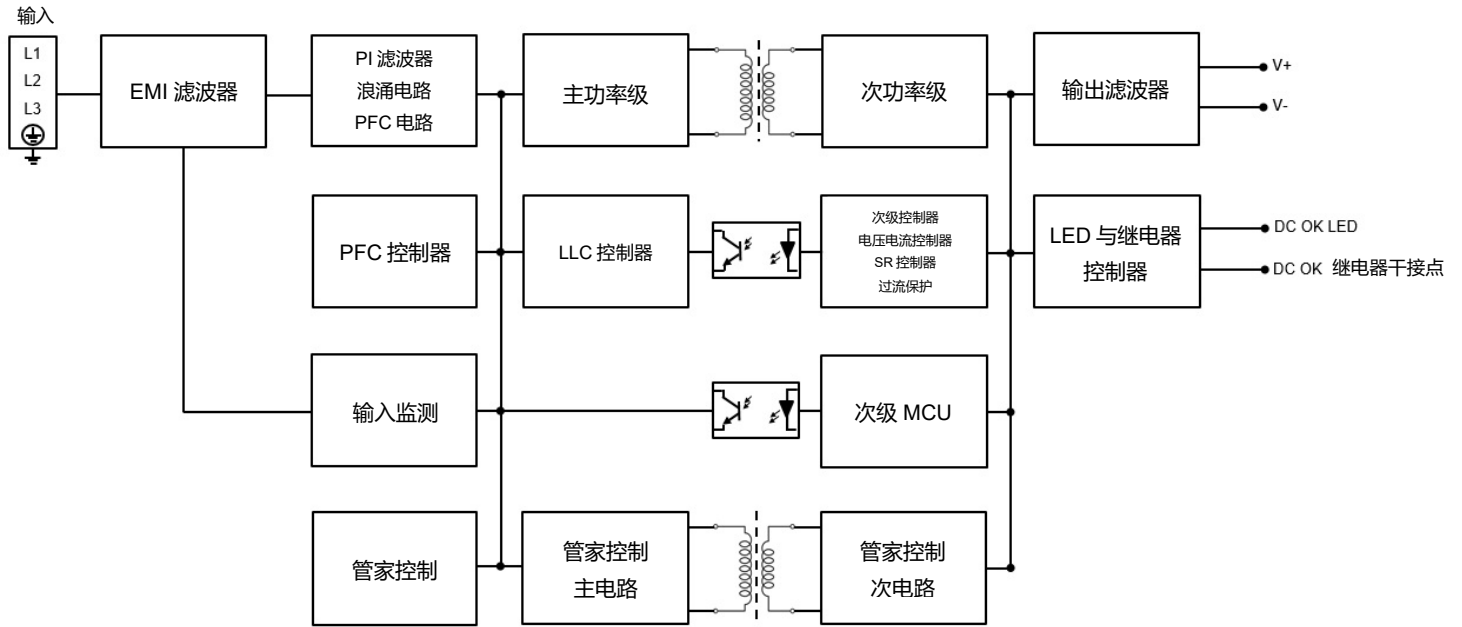 输入
L1
L2
L3
EMI 滤波器
PI 滤波器
浪涌电路
PFC 电路
主功率级
次功率级
输出滤波器
V+
V-
PFC 控制器
LLC 控制器
次级控制器
电压电流控制器
SR 控制器
过流保护
LED 与继电器
控制器
DC OK LED
DC OK 继电器干接点
输入监测
次级 MCU
管家控制
管家控制
主电路
管家控制
次电路